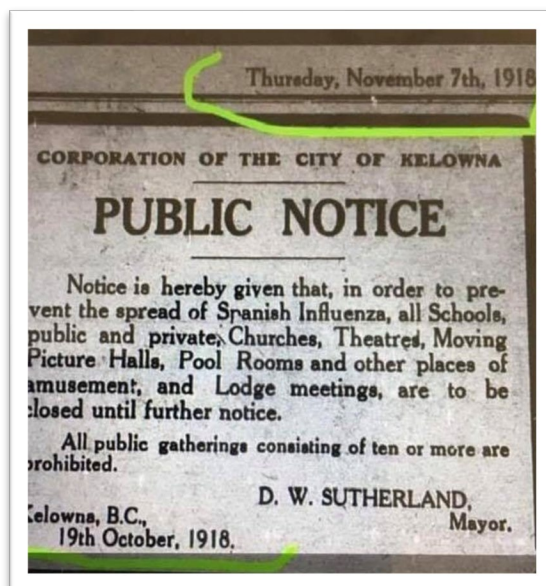 Thursday, November 7th, 1918
CORPORATION OF THE CITY OF KELOWNA
PUBLIC NOTICE
Notice is hereby given that, in order to pre-
vent the spread of Spanish Influenza, all Schools,
public and private, Churches, Theatres, Moving
Picture Halls, Pool Rooms and other places of
amusement, and Lodge meetings, are to be
closed until further notice.
All public gatherings consisting of ten or more are
prohibited.
D. W. SUTHERLAND,
Mayor.
Kelowna, B.C.,
19th October, 1918.